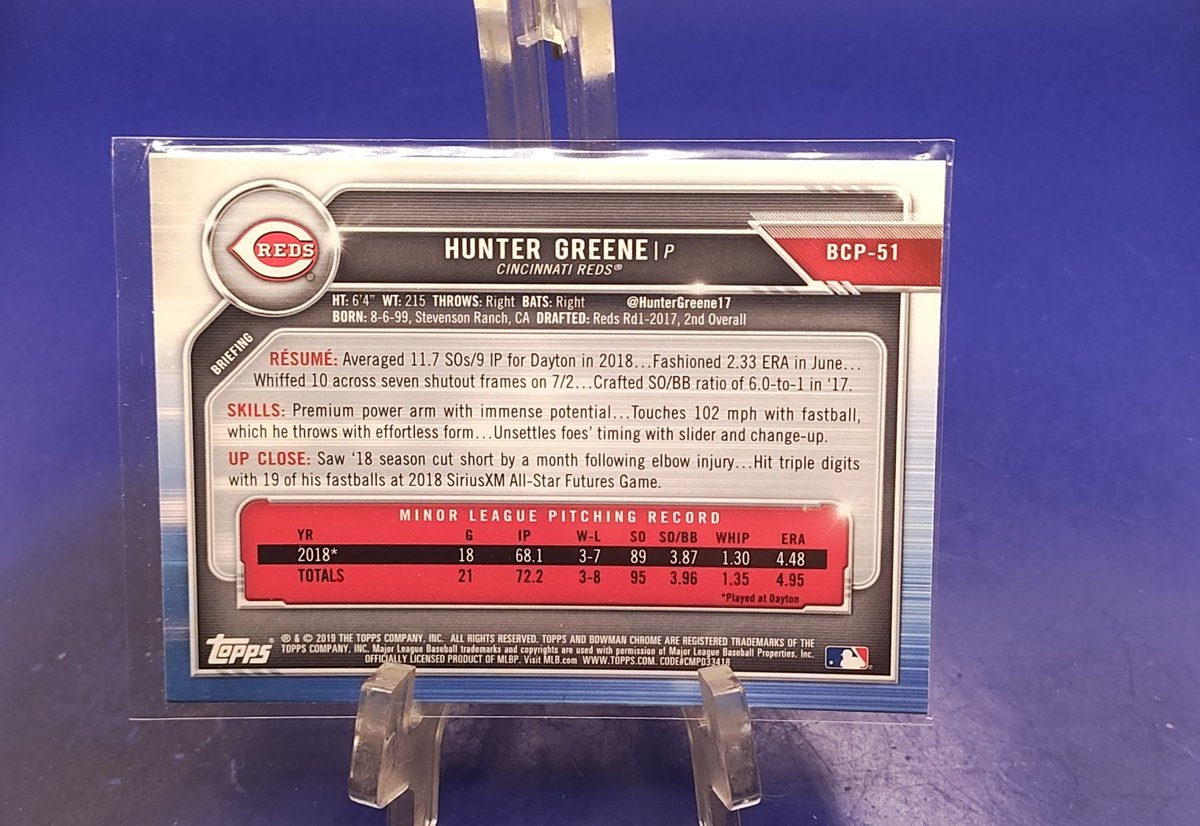 REDS
HUNTER GREENE | P
CINCINNATI REDS®
BCP-51
HT: 6'4" WT: 215 THROWS: Right BATS: Right @HunterGreene17
BORN: 8-6-99, Stevenson Ranch, CA DRAFTED: Reds Rd1-2017, 2nd Overall
BRIEFING
RÉSUMÉ: Averaged 11.7 SOs/9 IP for Dayton in 2018...Fashioned 2.33 ERA in June...
Whiffed 10 across seven shutout frames on 7/2...Crafted SO/BB ratio of 6.0-to-1 in '17.
SKILLS: Premium power arm with immense potential...Touches 102 mph with fastball,
which he throws with effortless form...Unsettles foes' timing with slider and change-up.
UP CLOSE: Saw '18 season cut short by a month following elbow injury...Hit triple digits
with 19 of his fastballs at 2018 SiriusXM All-Star Futures Game.
MINOR LEAGUE PITCHING RECORD
YR G IP W-L SO SO/BB WHIP ERA
2018* 18 68.1 3-7 89 3.87 1.30 4.48
TOTALS 21 72.2 3-8 95 3.96 1.35 4.95
*Played at Dayton
Topps®
® & © 2019 THE TOPPS COMPANY, INC. ALL RIGHTS RESERVED. TOPPS AND BOWMAN CHROME ARE REGISTERED TRADEMARKS OF THE
TOPPS COMPANY, INC. Major League Baseball trademarks and copyrights are used with permission of Major League Baseball Properties, Inc.
OFFICIALLY LICENSED PRODUCT OF MLBP. Visit MLB.com WWW.TOPPS.COM. CODE#CMPD33418